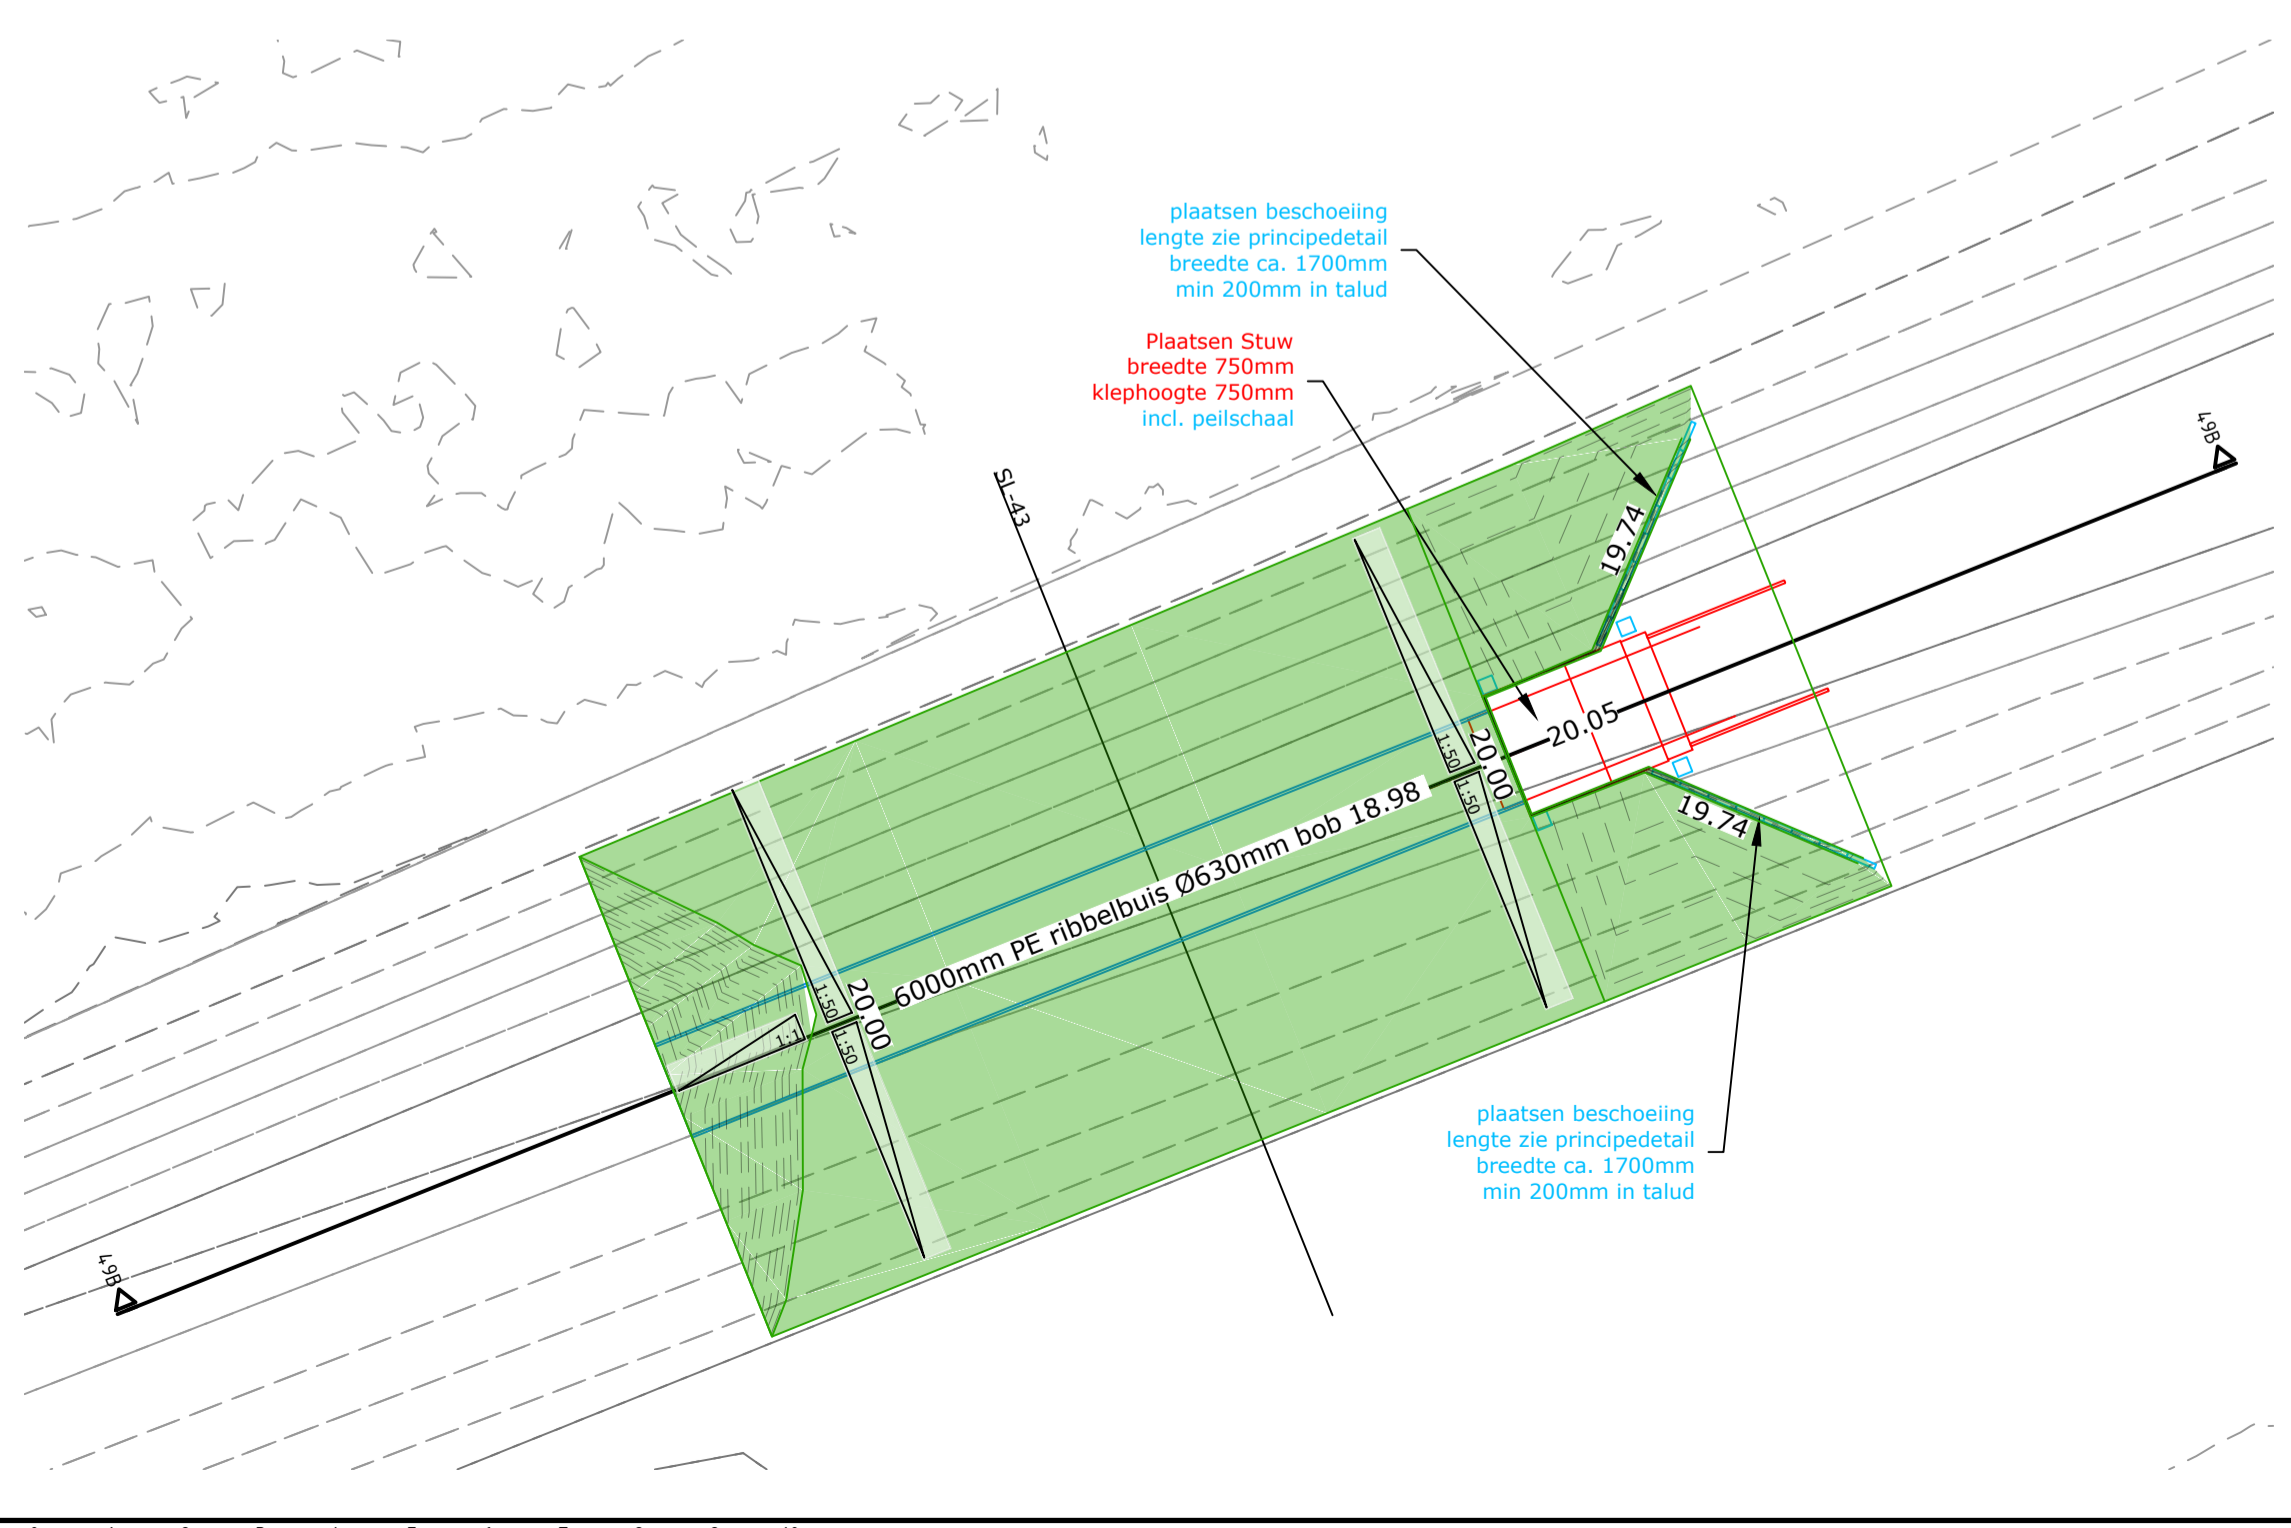 plaatsen beschoeiing
lengte zie principedetail
breedte ca. 1700mm
min 200mm in talud
Plaatsen Stuw
breedte 750mm
klephoogte 750mm
incl. peilschaal
49B
SL-43
19.74
20.05
1:50
20.00
1:50
19.74
6000mm PE ribbelbuis Ø630mm bob 18.98
1:50
20.00
1:50
1:1
plaatsen beschoeiing
lengte zie principedetail
breedte ca. 1700mm
min 200mm in talud
49B